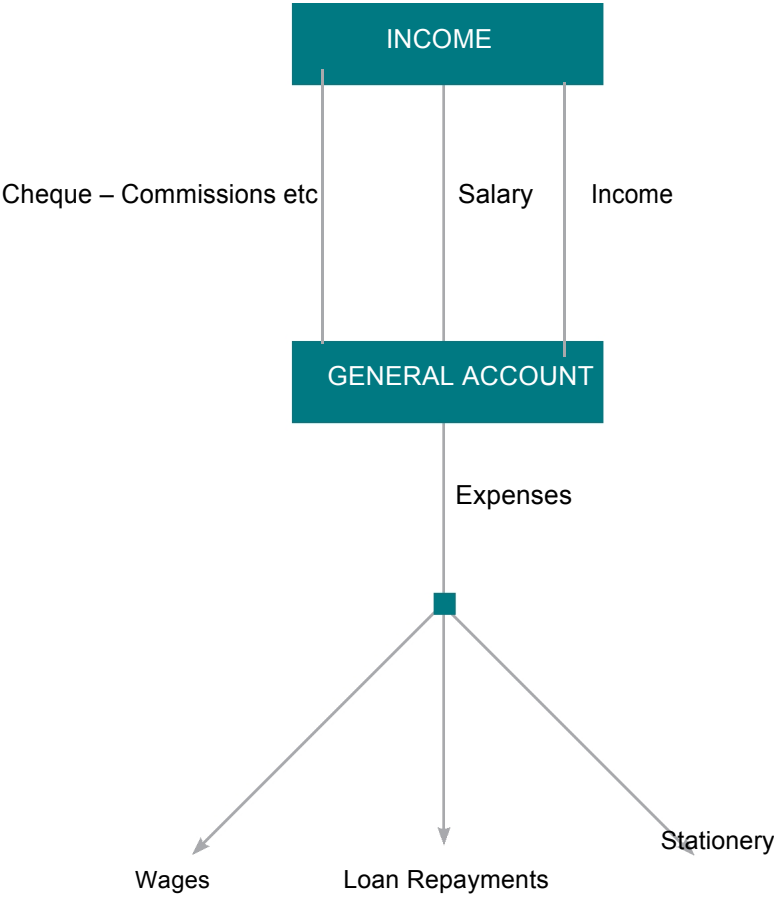 INCOME
Cheque – Commissions etc
Salary
Income
GENERAL ACCOUNT
Expenses
Stationery
Wages
Loan Repayments